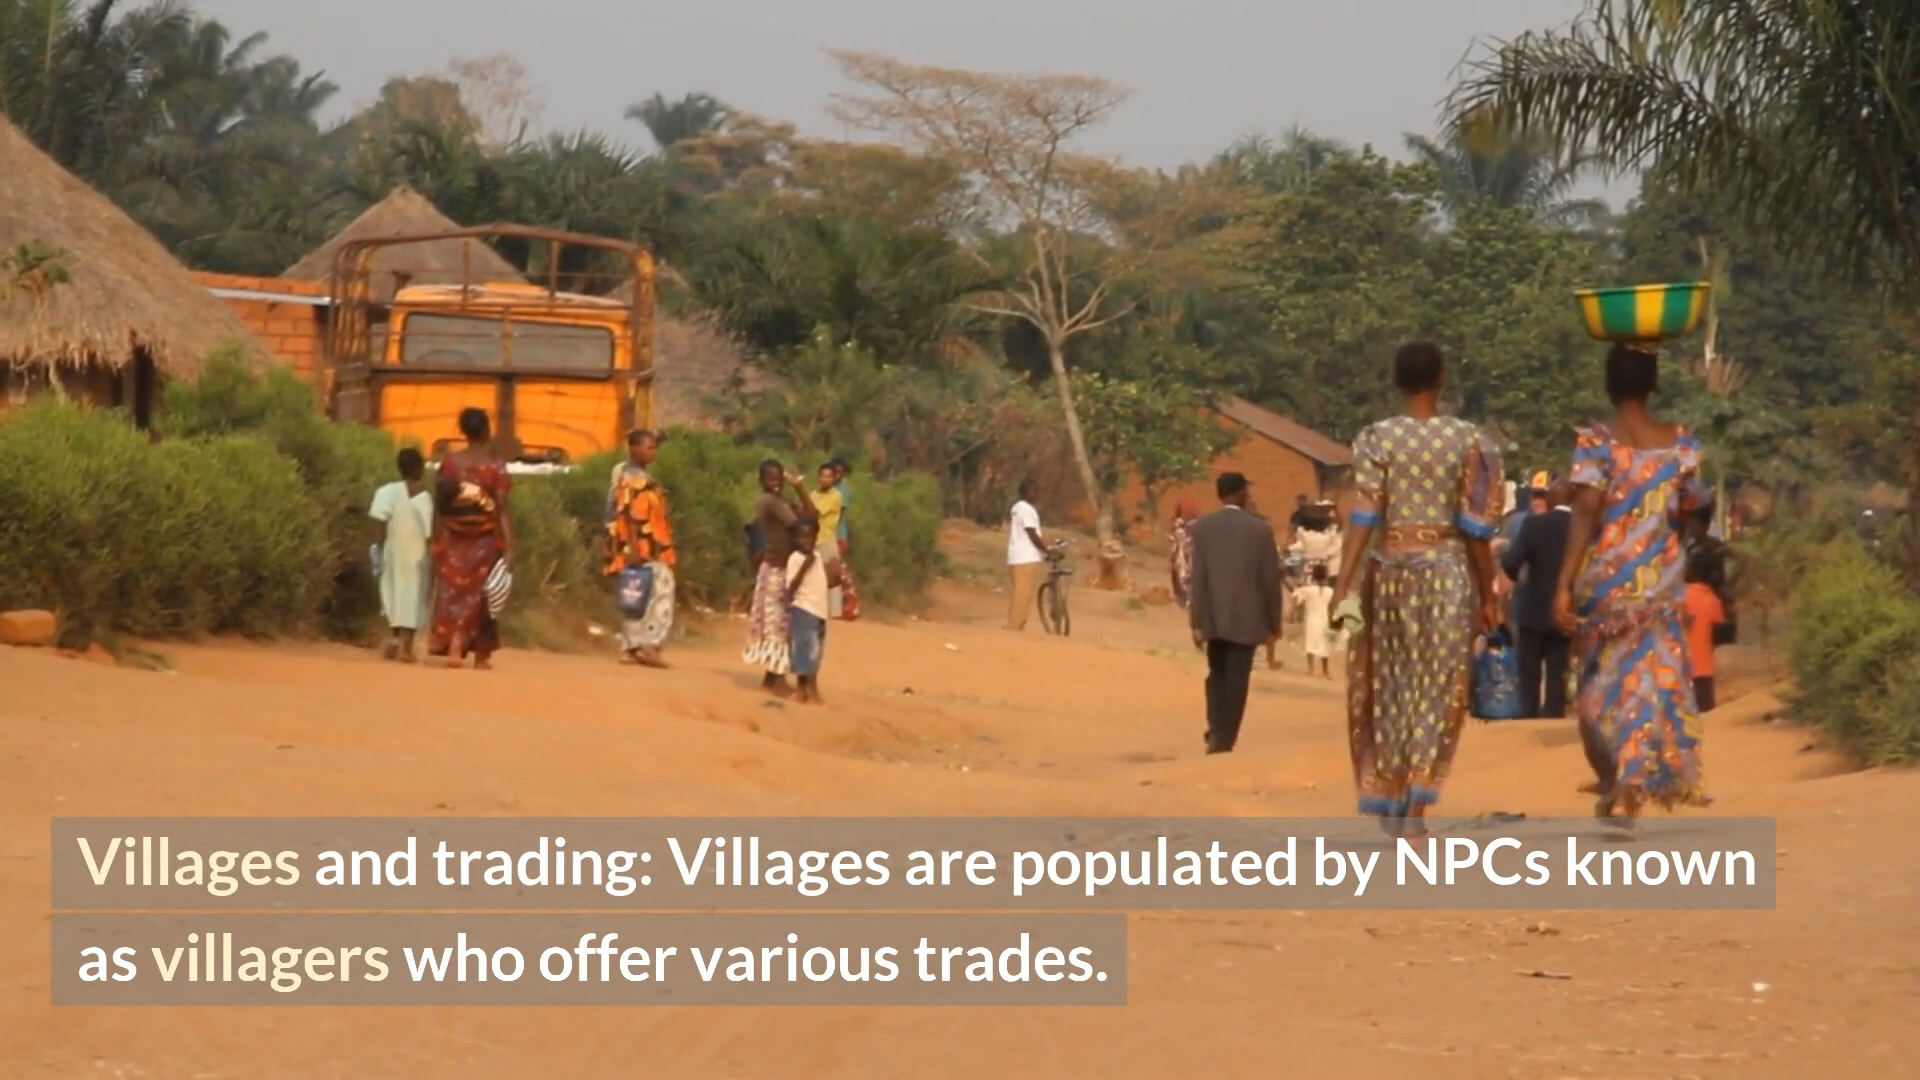 Villages and trading: Villages are populated by NPCs known
as villagers who offer various trades.